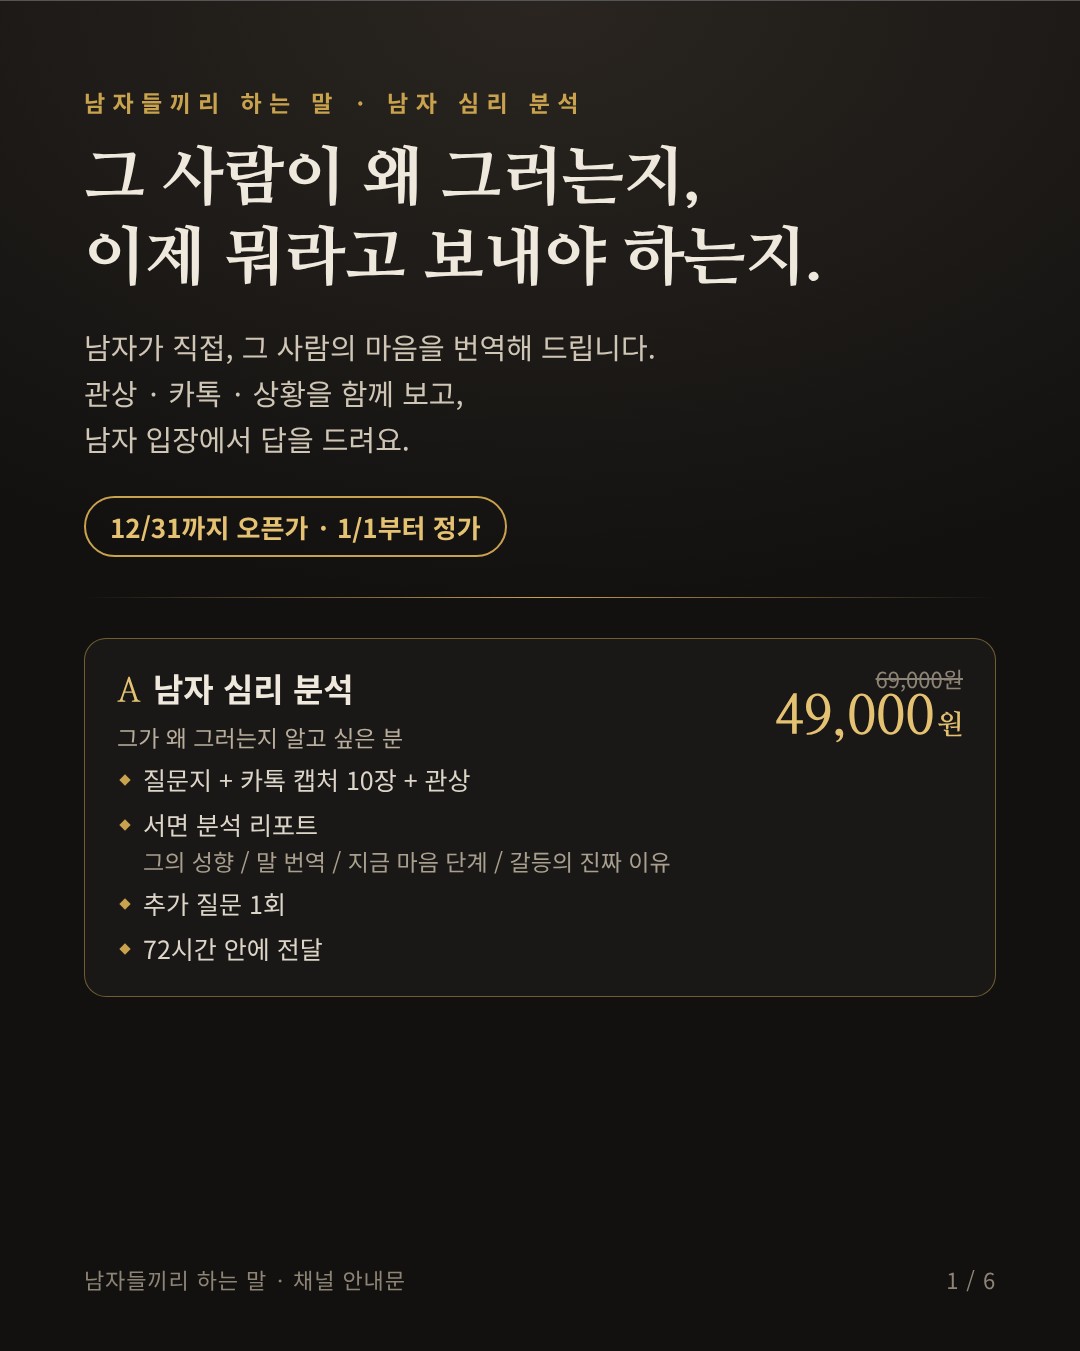 남자들끼리 하는 말 · 남자 심리 분석
그 사람이 왜 그러는지,
이제 뭐라고 보내야 하는지.
남자가 직접, 그 사람의 마음을 번역해 드립니다.
관상 · 카톡 · 상황을 함께 보고,
남자 입장에서 답을 드려요.
12/31까지 오픈가 · 1/1부터 정가
A 남자 심리 분석
69,000원
49,000원
그가 왜 그러는지 알고 싶은 분
◆ 질문지 + 카톡 캡처 10장 + 관상
◆ 서면 분석 리포트
그의 성향 / 말 번역 / 지금 마음 단계 / 갈등의 진짜 이유
◆ 추가 질문 1회
◆ 72시간 안에 전달
남자들끼리 하는 말 · 채널 안내문
1 / 6